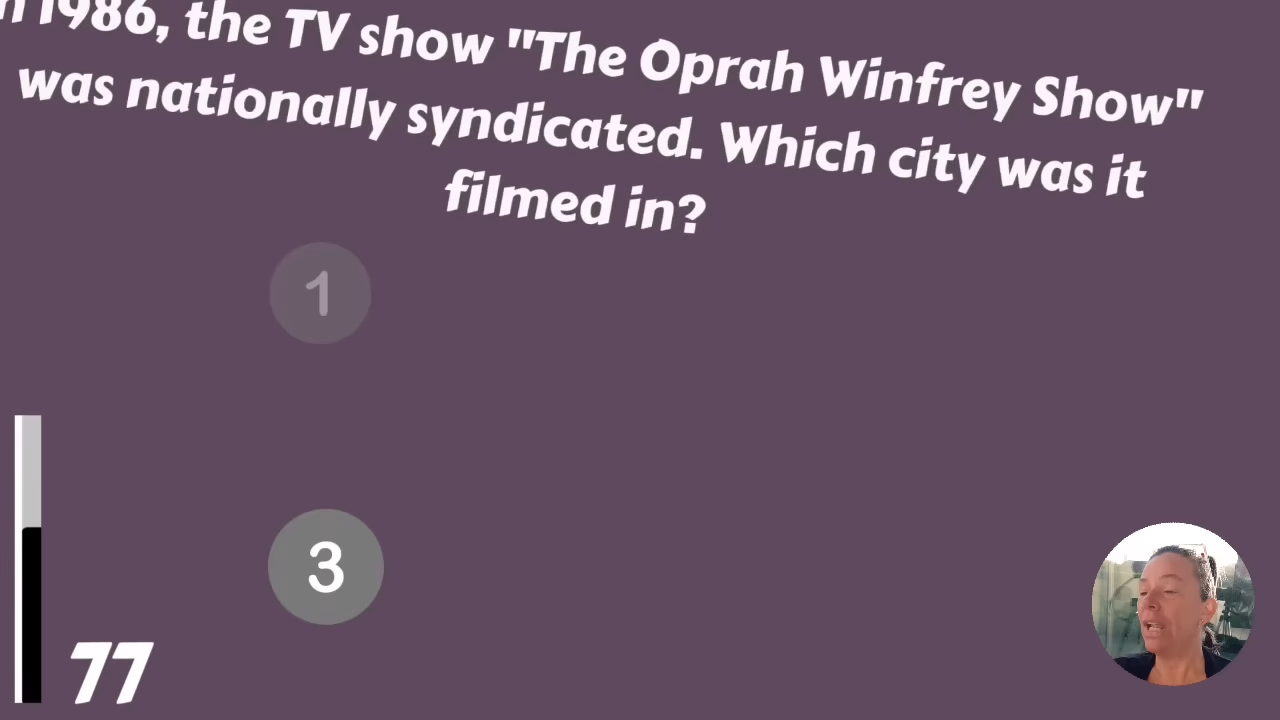 n 1986, the TV show "The Oprah Winfrey Show"
was nationally syndicated. Which city was it
filmed in?
1
3
77